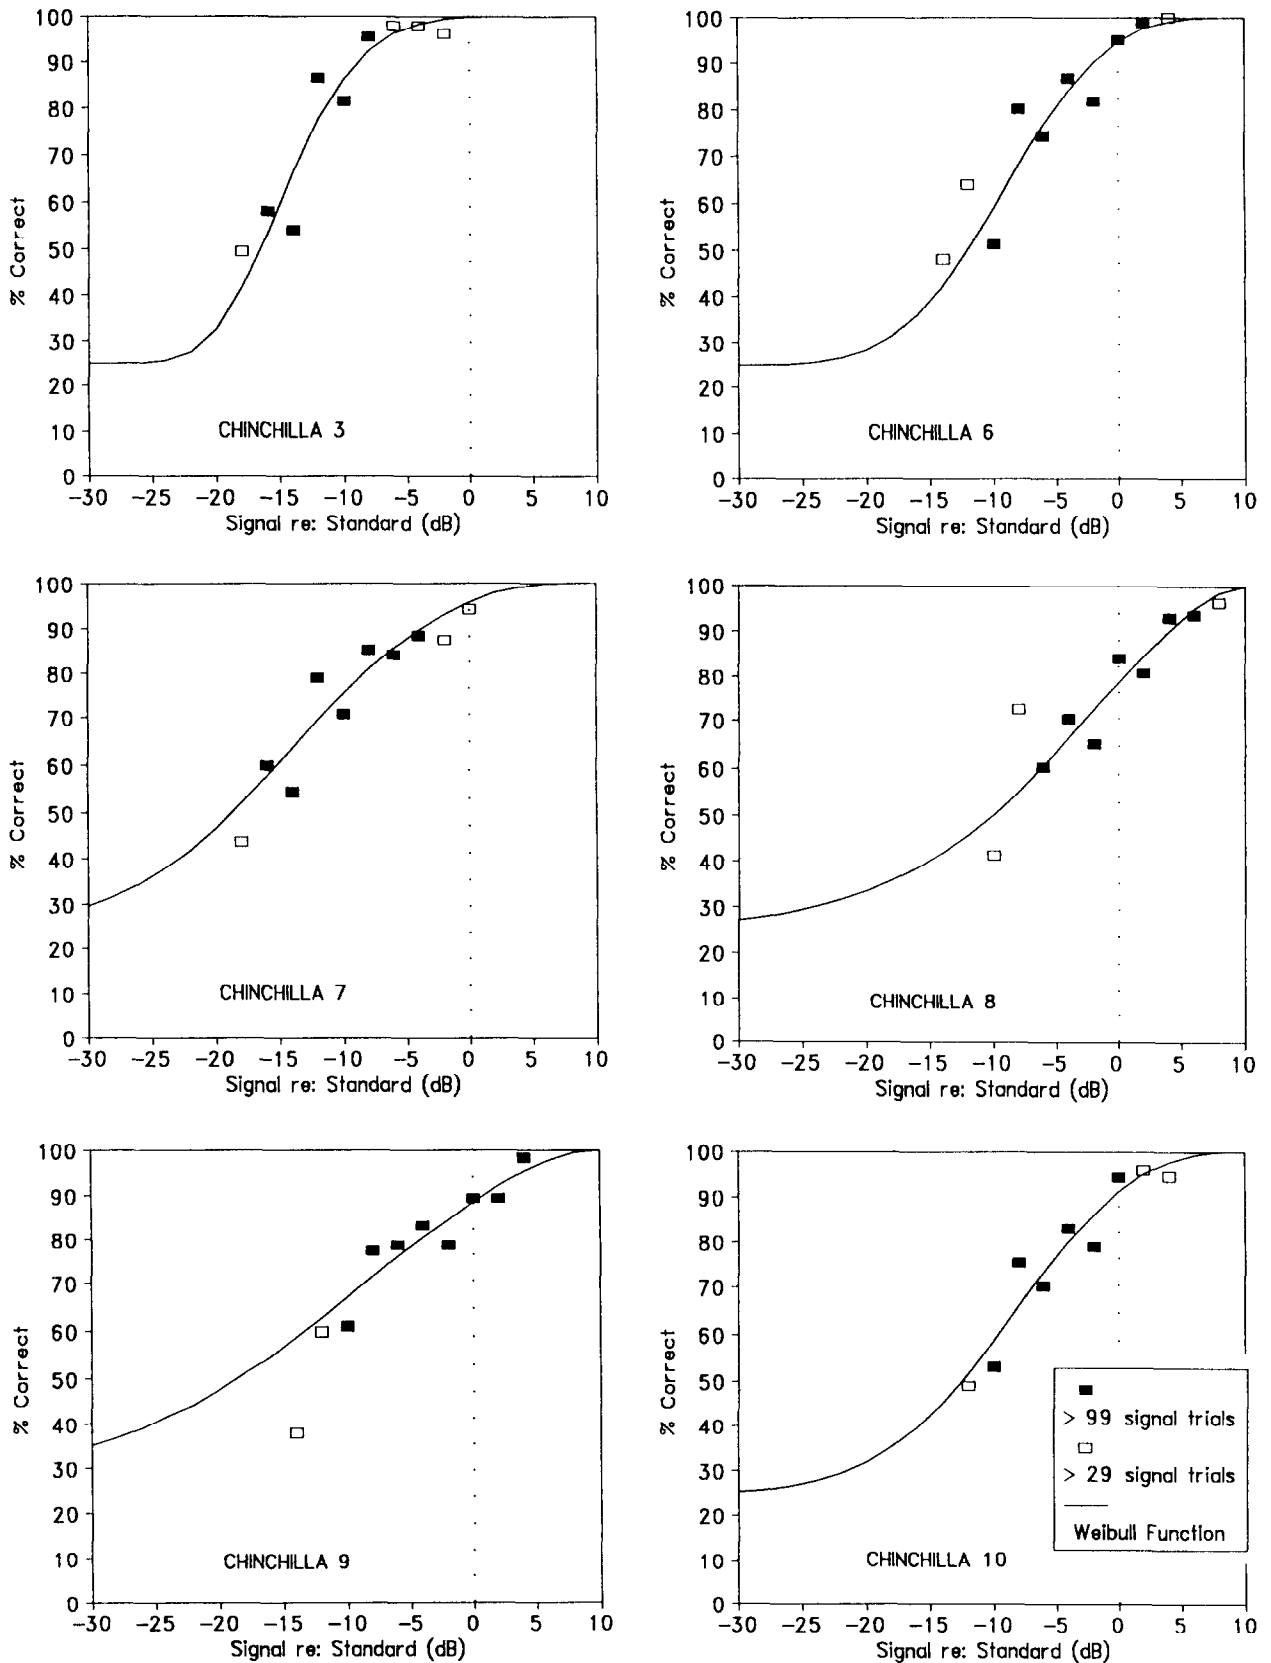 100
90
80
70
60
50
40
30
20
10
0
% Correct
CHINCHILLA 3
-30 -25 -20 -15 -10 -5 0 5 10
Signal re: Standard (dB)
100
90
80
70
60
50
40
30
20
10
0
% Correct
CHINCHILLA 6
-30 -25 -20 -15 -10 -5 0 5 10
Signal re: Standard (dB)
100
90
80
70
60
50
40
30
20
10
0
% Correct
CHINCHILLA 7
-30 -25 -20 -15 -10 -5 0 5 10
Signal re: Standard (dB)
100
90
80
70
60
50
40
30
20
10
0
% Correct
CHINCHILLA 8
-30 -25 -20 -15 -10 -5 0 5 10
Signal re: Standard (dB)
100
90
80
70
60
50
40
30
20
10
0
% Correct
CHINCHILLA 9
-30 -25 -20 -15 -10 -5 0 5 10
Signal re: Standard (dB)
100
90
80
70
60
50
40
30
20
10
0
% Correct
CHINCHILLA 10
-30 -25 -20 -15 -10 -5 0 5 10
Signal re: Standard (dB)
> 99 signal trials
> 29 signal trials
Weibull Function